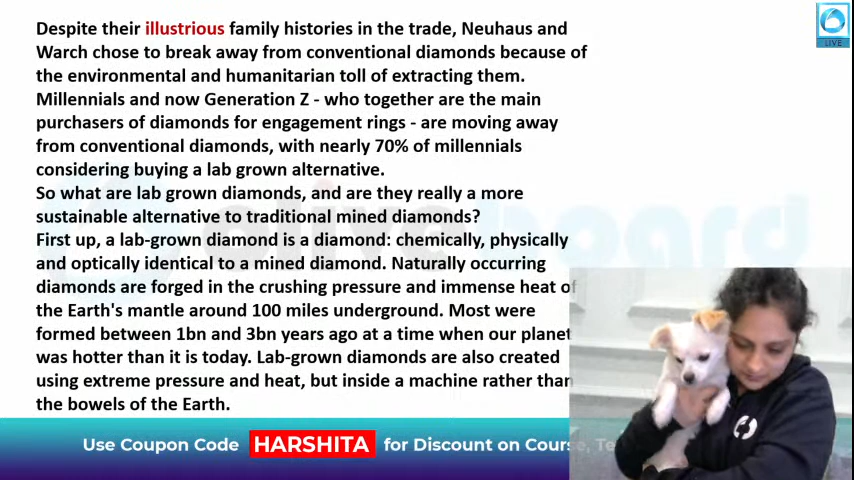 Despite their illustrious family histories in the trade, Neuhaus and
Warch chose to break away from conventional diamonds because of
the environmental and humanitarian toll of extracting them.
Millennials and now Generation Z - who together are the main
purchasers of diamonds for engagement rings - are moving away
from conventional diamonds, with nearly 70% of millennials
considering buying a lab grown alternative.
So what are lab grown diamonds, and are they really a more
sustainable alternative to traditional mined diamonds?
First up, a lab-grown diamond is a diamond: chemically, physically
and optically identical to a mined diamond. Naturally occurring
diamonds are forged in the crushing pressure and immense heat of
the Earth's mantle around 100 miles underground. Most were
formed between 1bn and 3bn years ago at a time when our planet
was hotter than it is today. Lab-grown diamonds are also created
using extreme pressure and heat, but inside a machine rather than
the bowels of the Earth.
Use Coupon Code HARSHITA for Discount on Course, Te
LIVE
aliveboard